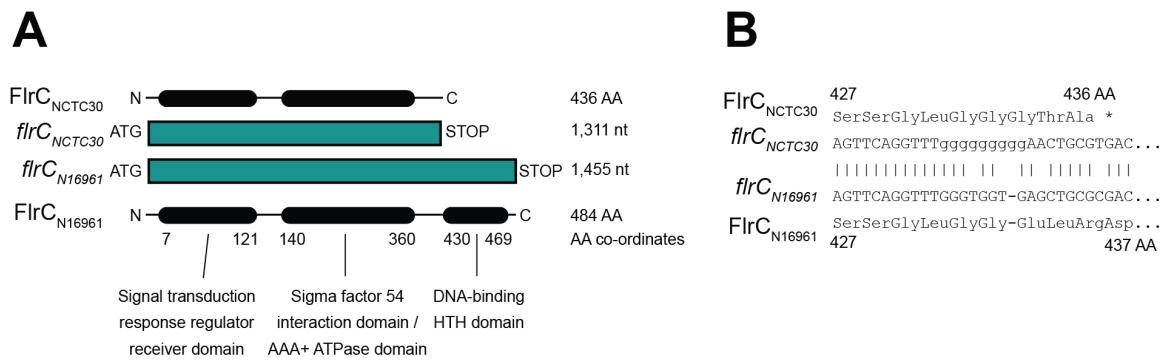 A
FlrC NCTC30 N C 436 AA
flrC NCTC30 ATG STOP 1,311 nt
flrC N16961 ATG STOP 1,455 nt
FlrC N16961 N C 484 AA
7 121 140 360 430 469 AA co-ordinates
Signal transduction
response regulator
receiver domain
Sigma factor 54
interaction domain /
AAA+ ATPase domain
DNA-binding
HTH domain
B
427 436 AA
FlrC NCTC30 SerSerGlyLeuGlyGlyGlyThrAla *
flrC NCTC30 AGTTCAGGTTTgggggggggAACTGCGTGAC...
flrC N16961 AGTTCAGGTTTGGGTGGT-GAGCTGCGCGAC...
FlrC N16961 SerSerGlyLeuGlyGly-GluLeuArgAsp...
427 437 AA